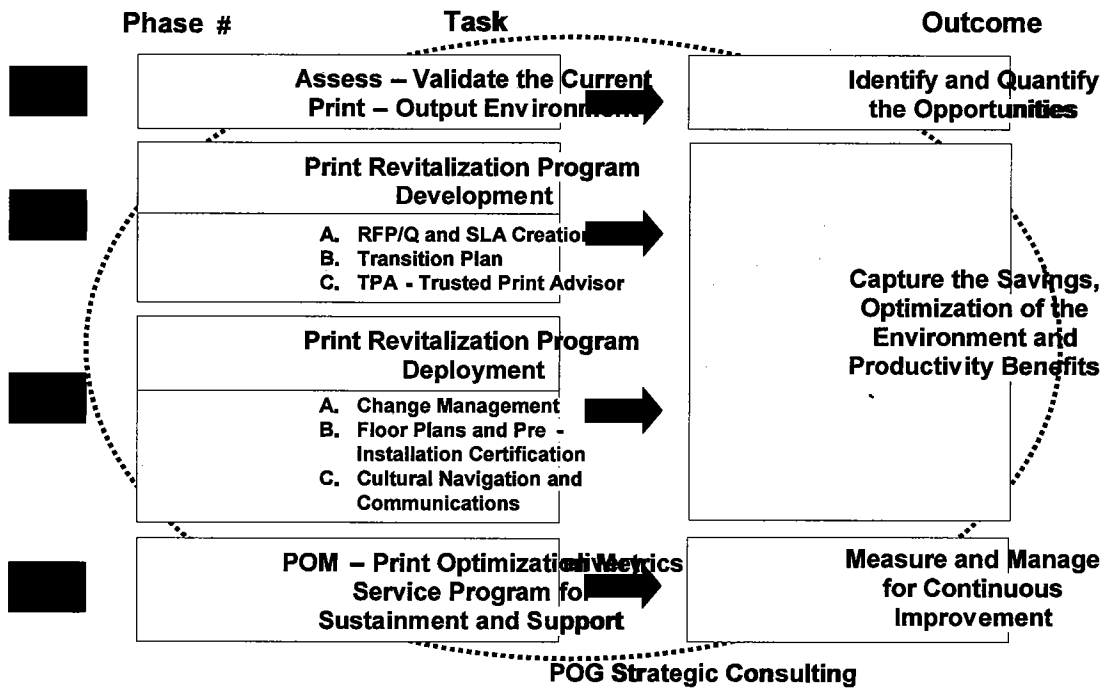 Phase # Task Outcome
Assess – Validate the Current
Print – Output Environment
Identify and Quantify
the Opportunities
Print Revitalization Program
Development
A. RFP/Q and SLA Creation
B. Transition Plan
C. TPA - Trusted Print Advisor
Capture the Savings,
Optimization of the
Environment and
Productivity Benefits
Print Revitalization Program
Deployment
A. Change Management
B. Floor Plans and Pre -
Installation Certification
C. Cultural Navigation and
Communications
POM – Print Optimization Metrics
Service Program for
Sustainment and Support
Measure and Manage
for Continuous
Improvement
POG Strategic Consulting